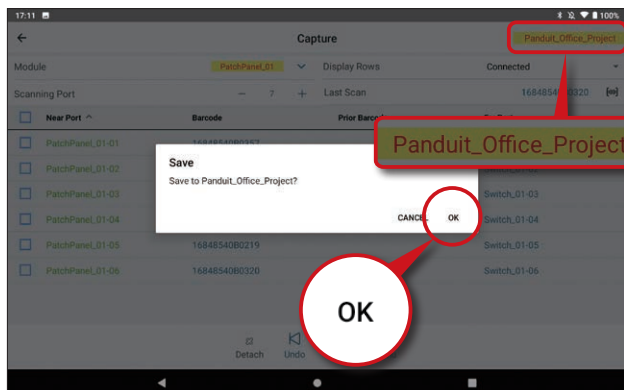 17:11 100%
Capture Panduit_Office_Project
Module PatchPanel_01 Display Rows Connected
Scanning Port − 7 + Last Scan 1684854 0320
Near Port ^ Barcode Prior Barcode
PatchPanel_01-01 16848540B0357
Panduit_Office_Project
PatchPanel_01-02
Save
Save to Panduit_Office_Project?
PatchPanel_01-03 Switch_01-03
CANCEL OK
PatchPanel_01-04 Switch_01-04
PatchPanel_01-05 16848540B0219 Switch_01-05
PatchPanel_01-06 16848540B0320 Switch_01-06
OK
Detach Undo